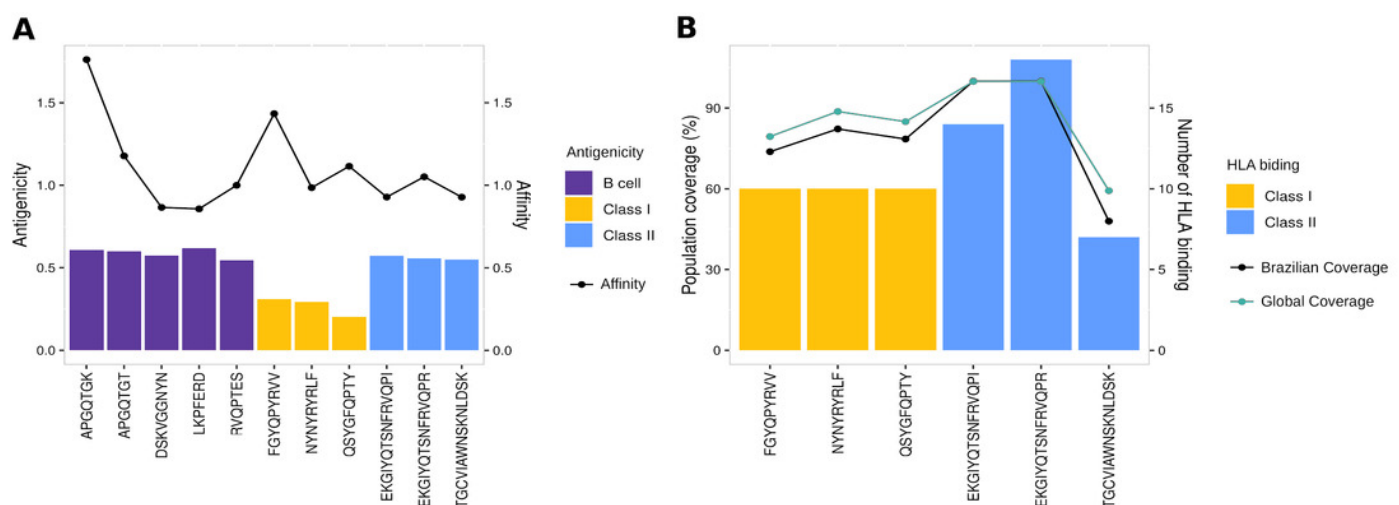 A
Antigenicity
1.5
1.0
0.5
0.0
1.5
1.0
0.5
0.0
Affinity
APGQTGK
APGQTGT
DSKVGGNYN
LKPFERD
RVQPTES
FGYQPYRVV
NYNYRYRLF
QSYGFQPTY
EKGIYQTSNFRVQPI
EKGIYQTSNFRVQPR
TGCVIAWNSKNLDSK
Antigenicity
B cell
Class I
Class II
Affinity
B
Population coverage (%)
90
60
30
0
15
10
5
0
Number of HLA binding
FGYQPYRVV
NYNYRYRLF
QSYGFQPTY
EKGIYQTSNFRVQPI
EKGIYQTSNFRVQPR
TGCVIAWNSKNLDSK
HLA biding
Class I
Class II
Brazilian Coverage
Global Coverage